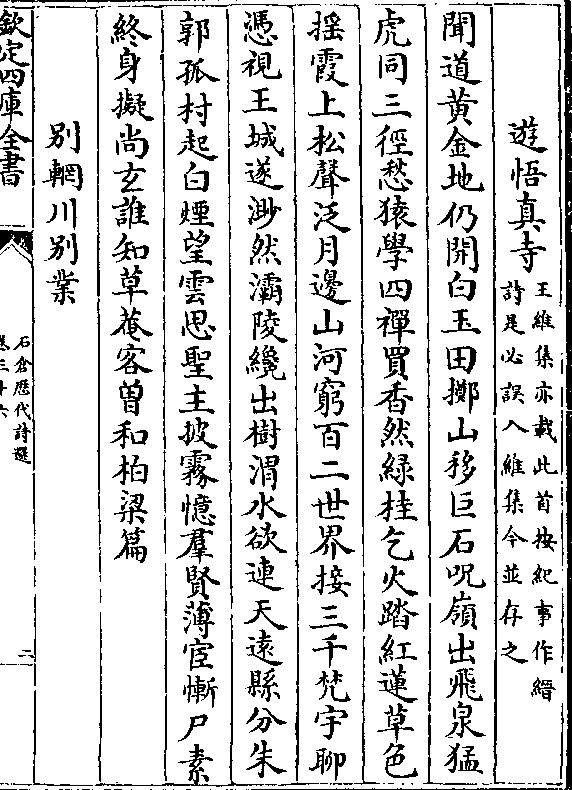 遊悟真寺
王維集亦載此首按紀事作縉
詩是必誤入維集今並存之
聞道黄金地仍開白玉田擲山移巨石呪嶺出飛泉猛
虎同三徑愁猿學四禪買香然緑桂乞火踏紅蓮草色
揺霞上松聲泛月邊山河窮百二世界接三千梵宇聊
憑視王城遂渺然灞陵纔出樹渭水欲連天逺縣分朱
郭孤村起白煙望雲思聖主披霧憶羣賢薄宦慚尸素
終身擬尚玄誰知草菴客曽和柏梁篇
别輞川别業
欽定四庫全書
石倉歴代詩選
卷三十六
二